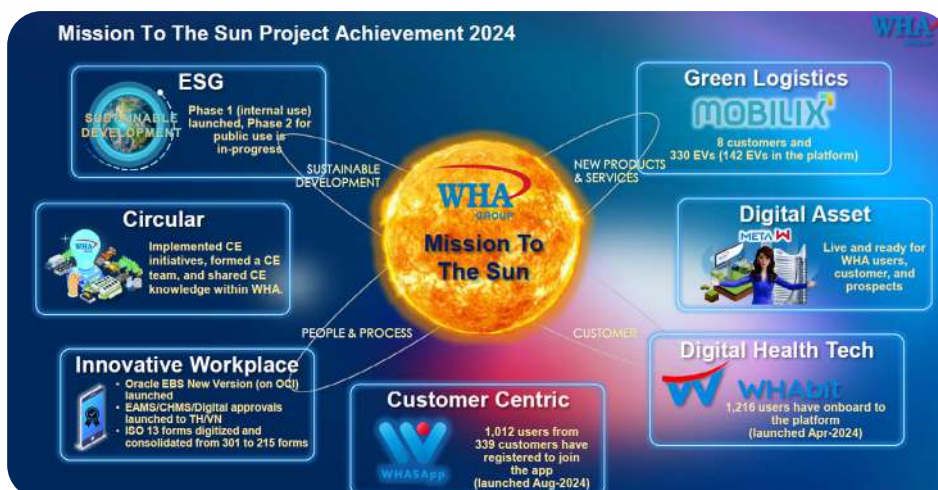 Mission To The Sun Project Achievement 2024
WHA
GROUP
ESG
SUSTAINABLE
DEVELOPMENT
Phase 1 (internal use)
launched, Phase 2 for
public use is
in-progress
Green Logistics
MOBILIX
8 customers and
330 EVs (142 EVs in the platform)
SUSTAINABLE
DEVELOPMENT
NEW PRODUCTS
& SERVICES
WHA
GROUP
Mission To
The Sun
Circular
WHA
Implemented CE
initiatives, formed a CE
team, and shared CE
knowledge within WHA.
Digital Asset
META W
Live and ready for
WHA users,
customer, and
prospects
PEOPLE & PROCESS
CUSTOMER
Innovative Workplace
• Oracle EBS New Version (on OCI)
launched
• EAMS/CHMS/Digital approvals
launched to TH/VN
• ISO 13 forms digitized and
consolidated from 301 to 215 forms
Customer Centric
WHASApp
1,012 users from
339 customers have
registered to join
the app
(launched Aug-2024)
Digital Health Tech
WHAbit
1,216 users have onboard to
the platform
(launched Apr-2024)